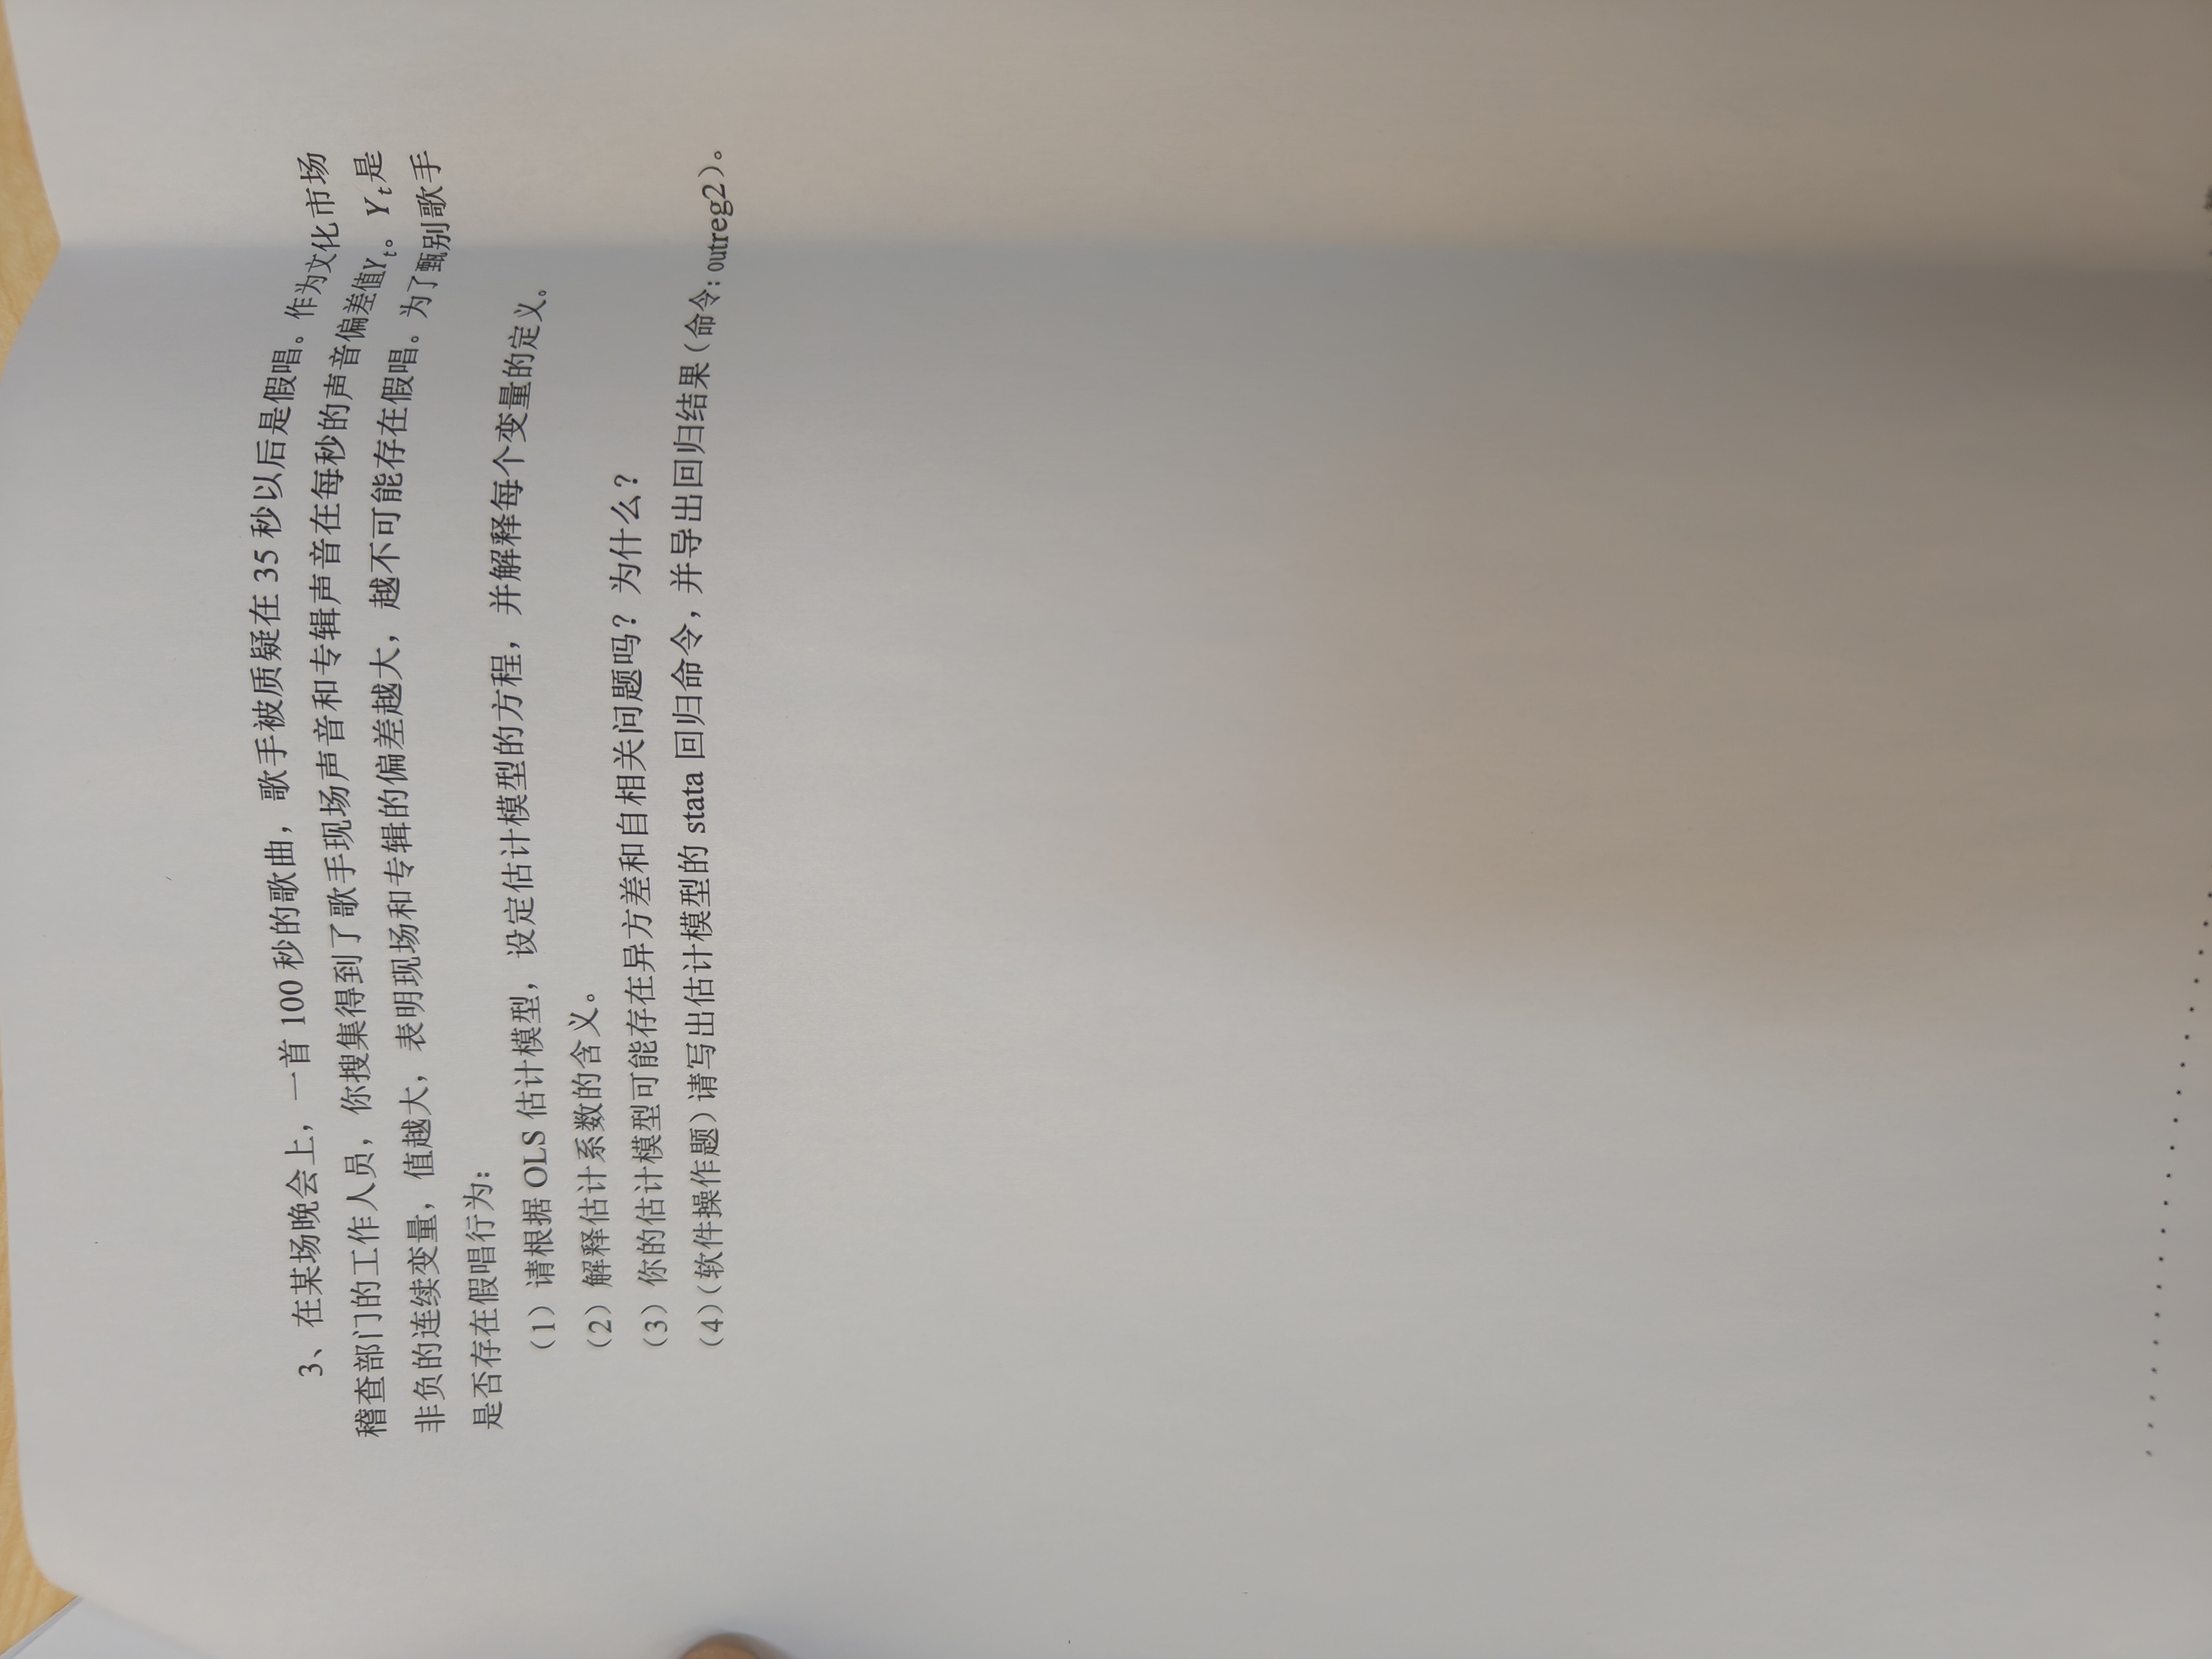 3、在某场晚会上，一首 100 秒的歌曲，歌手被质疑在 35 秒以后是假唱。作为文化市场
稽查部门的工作人员，你搜集得到了歌手现场声音和专辑声音在每秒的声音偏差值Yₜ。Yₜ是
非负的连续变量，值越大，表明现场和专辑的偏差越大，越不可能存在假唱。为了甄别歌手
是否存在假唱行为：
（1）请根据 OLS 估计模型，设定估计模型的方程，并解释每个变量的定义。
（2）解释估计系数的含义。
（3）你的估计模型可能存在异方差和自相关问题吗？为什么？
（4）（软件操作题）请写出估计模型的 stata 回归命令，并导出回归结果（命令：outreg2）。